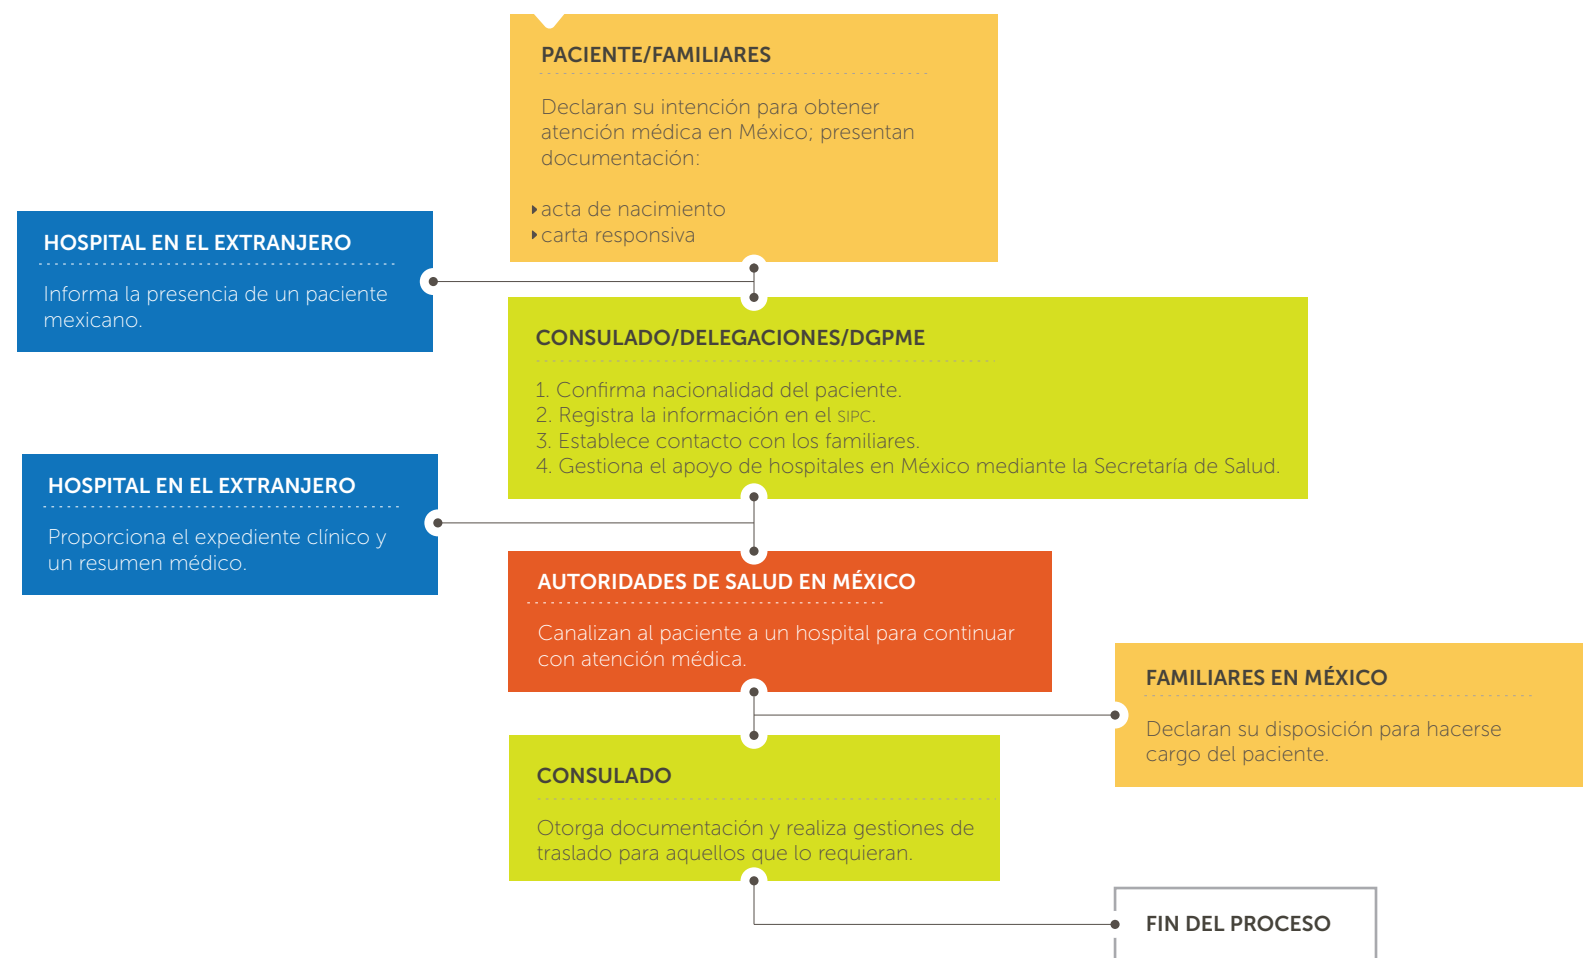 PACIENTE/FAMILIARES
Declaran su intención para obtener
atención médica en México; presentan
documentación:
acta de nacimiento
carta responsiva
HOSPITAL EN EL EXTRANJERO
Informa la presencia de un paciente
mexicano.
CONSULADO/DELEGACIONES/DGPME
1. Confirma nacionalidad del paciente.
2. Registra la información en el SIPC.
3. Establece contacto con los familiares.
4. Gestiona el apoyo de hospitales en México mediante la Secretaría de Salud.
HOSPITAL EN EL EXTRANJERO
Proporciona el expediente clínico y
un resumen médico.
AUTORIDADES DE SALUD EN MÉXICO
Canalizan al paciente a un hospital para continuar
con atención médica.
FAMILIARES EN MÉXICO
Declaran su disposición para hacerse
cargo del paciente.
CONSULADO
Otorga documentación y realiza gestiones de
traslado para aquellos que lo requieran.
FIN DEL PROCESO